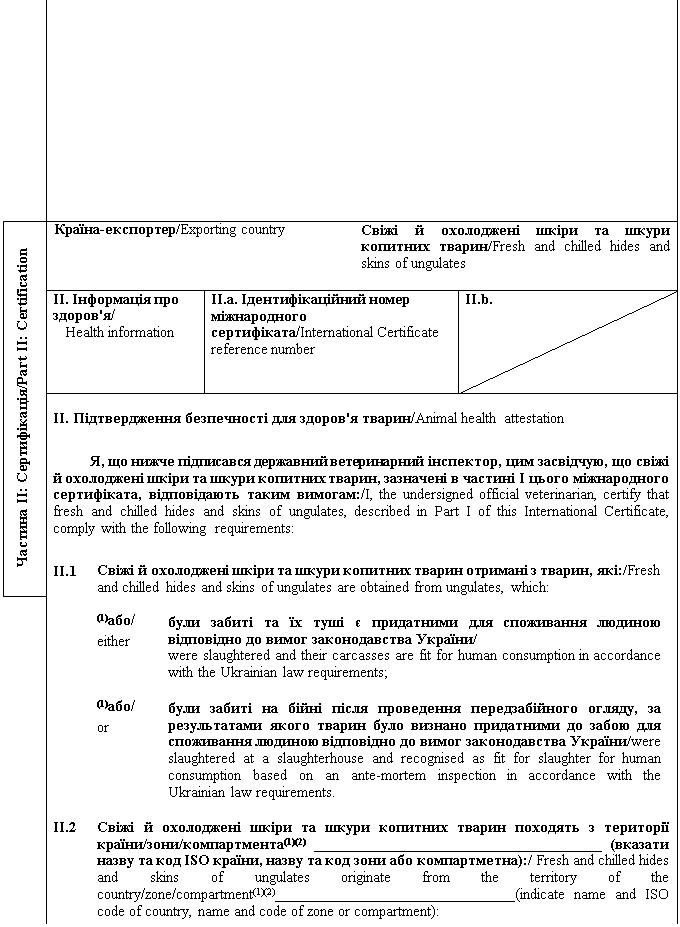 Частина ІІ: Сертифікація/Part II: Certification
Країна-експортер/Exporting country
Свіжі й охолоджені шкіри та шкури
копитних тварин/Fresh and chilled hides and
skins of ungulates
ІІ. Інформація про
здоров'я/
Health information
ІІ.а. Ідентифікаційний номер
міжнародного
сертифіката/International Certificate
reference number
II.b.
ІІ. Підтвердження безпечності для здоров'я тварин/Animal health attestation
Я, що нижче підписався державний ветеринарний інспектор, цим засвідчую, що свіжі
й охолоджені шкіри та шкури копитних тварин, зазначені в частині І цього міжнародного
сертифіката, відповідають таким вимогам:/I, the undersigned official veterinarian, certify that
fresh and chilled hides and skins of ungulates, described in Part I of this International Certificate,
comply with the following requirements:
II.1 Свіжі й охолоджені шкіри та шкури копитних тварин отримані з тварин, які:/Fresh
and chilled hides and skins of ungulates are obtained from ungulates, which:
(1)або/ були забиті та їх туші є придатними для споживання людиною
either відповідно до вимог законодавства України/
were slaughtered and their carcasses are fit for human consumption in accordance
with the Ukrainian law requirements;
(1)або/ були забиті на бійні після проведення передзабійного огляду, за
or результатами якого тварин було визнано придатними до забою для
споживання людиною відповідно до вимог законодавства України/were
slaughtered at a slaughterhouse and recognised as fit for slaughter for human
consumption based on an ante-mortem inspection in accordance with the
Ukrainian law requirements.
II.2 Свіжі й охолоджені шкіри та шкури копитних тварин походять з території
країни/зони/компартмента(1)(2) ____________________________________ (вказати
назву та код ISO країни, назву та код зони або компартметна):/ Fresh and chilled hides
and skins of ungulates originate from the territory of the
country/zone/compartment(1)(2)______________________________(indicate name and ISO
code of country, name and code of zone or compartment):